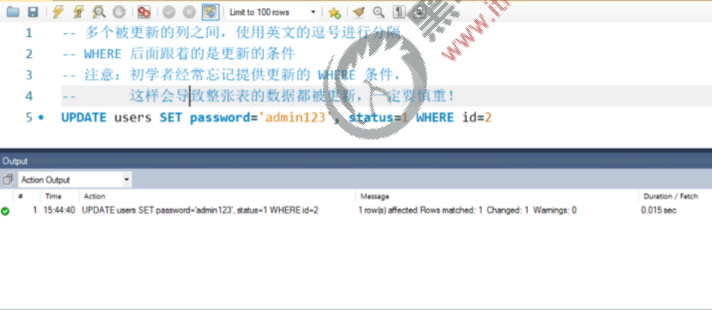 Limit to 100 rows
1 -- 多个被更新的列之间，使用英文的逗号进行分隔
2 -- WHERE 后面跟着的是更新的条件
3 -- 注意：初学者经常忘记提供更新的 WHERE 条件，
4 -- 这样会导致整张表的数据都被更新，一定要慎重！
5 UPDATE users SET password='admin123', status=1 WHERE id=2
Output
Action Output
# Time Action Message Duration / Fetch
1 15:44:40 UPDATE users SET password='admin123', status=1 WHERE id=2 1 row(s) affected Rows matched: 1 Changed: 1 Warnings: 0 0.015 sec
黑
www.it